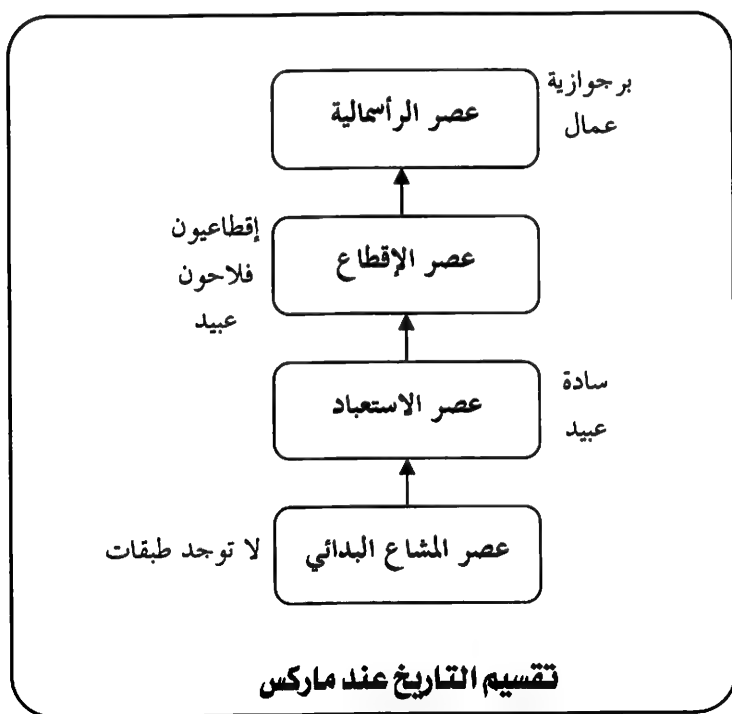 برجوازية
عمال
عصر الرأسمالية
إقطاعيون
فلاحون
عبيد
عصر الإقطاع
سادة
عبيد
عصر الاستعباد
عصر المشاع البدائي
لا توجد طبقات
تقسيم التاريخ عند ماركس